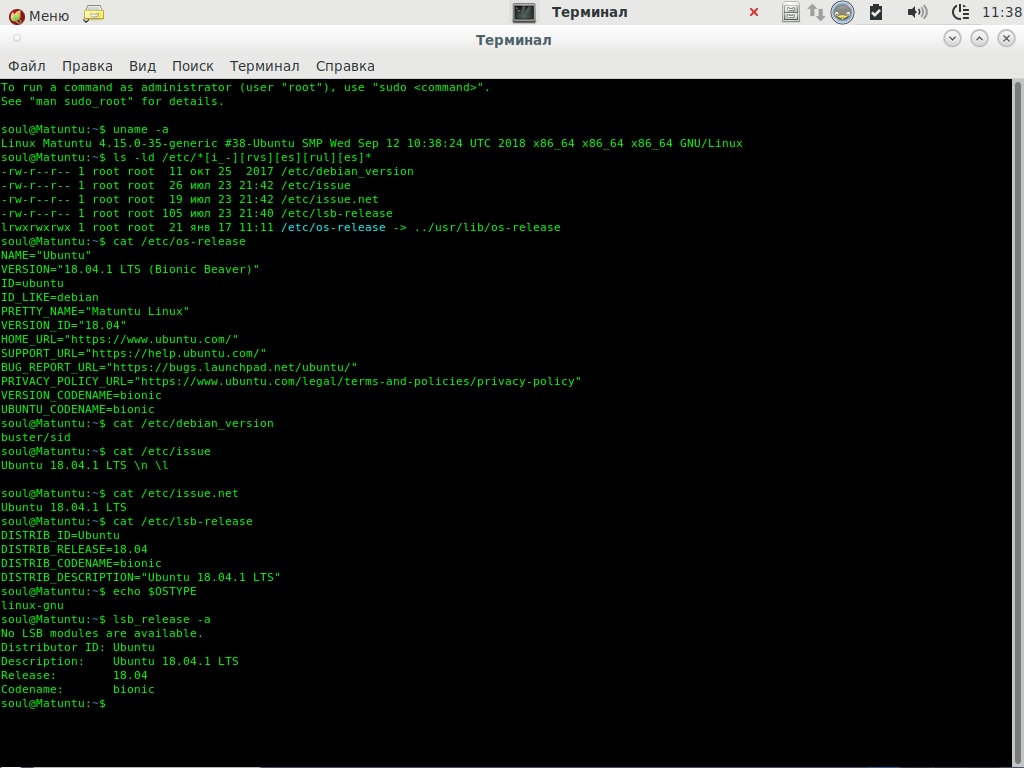 Меню Терминал 11:38
Терминал
Файл Правка Вид Поиск Терминал Справка
To run a command as administrator (user "root"), use "sudo <command>".
See "man sudo_root" for details.
soul@Matuntu:~$ uname -a
Linux Matuntu 4.15.0-35-generic #38-Ubuntu SMP Wed Sep 12 10:38:24 UTC 2018 x86_64 x86_64 x86_64 GNU/Linux
soul@Matuntu:~$ ls -ld /etc/*[i_-][rvs][es][rul][es]*
-rw-r--r-- 1 root root  11 окт 25  2017 /etc/debian_version
-rw-r--r-- 1 root root  26 июл 23 21:42 /etc/issue
-rw-r--r-- 1 root root  19 июл 23 21:42 /etc/issue.net
-rw-r--r-- 1 root root 105 июл 23 21:40 /etc/lsb-release
lrwxrwxrwx 1 root root  21 янв 17 11:11 /etc/os-release -> ../usr/lib/os-release
soul@Matuntu:~$ cat /etc/os-release
NAME="Ubuntu"
VERSION="18.04.1 LTS (Bionic Beaver)"
ID=ubuntu
ID_LIKE=debian
PRETTY_NAME="Matuntu Linux"
VERSION_ID="18.04"
HOME_URL="https://www.ubuntu.com/"
SUPPORT_URL="https://help.ubuntu.com/"
BUG_REPORT_URL="https://bugs.launchpad.net/ubuntu/"
PRIVACY_POLICY_URL="https://www.ubuntu.com/legal/terms-and-policies/privacy-policy"
VERSION_CODENAME=bionic
UBUNTU_CODENAME=bionic
soul@Matuntu:~$ cat /etc/debian_version
buster/sid
soul@Matuntu:~$ cat /etc/issue
Ubuntu 18.04.1 LTS \n \l
soul@Matuntu:~$ cat /etc/issue.net
Ubuntu 18.04.1 LTS
soul@Matuntu:~$ cat /etc/lsb-release
DISTRIB_ID=Ubuntu
DISTRIB_RELEASE=18.04
DISTRIB_CODENAME=bionic
DISTRIB_DESCRIPTION="Ubuntu 18.04.1 LTS"
soul@Matuntu:~$ echo $OSTYPE
linux-gnu
soul@Matuntu:~$ lsb_release -a
No LSB modules are available.
Distributor ID: Ubuntu
Description:    Ubuntu 18.04.1 LTS
Release:        18.04
Codename:       bionic
soul@Matuntu:~$